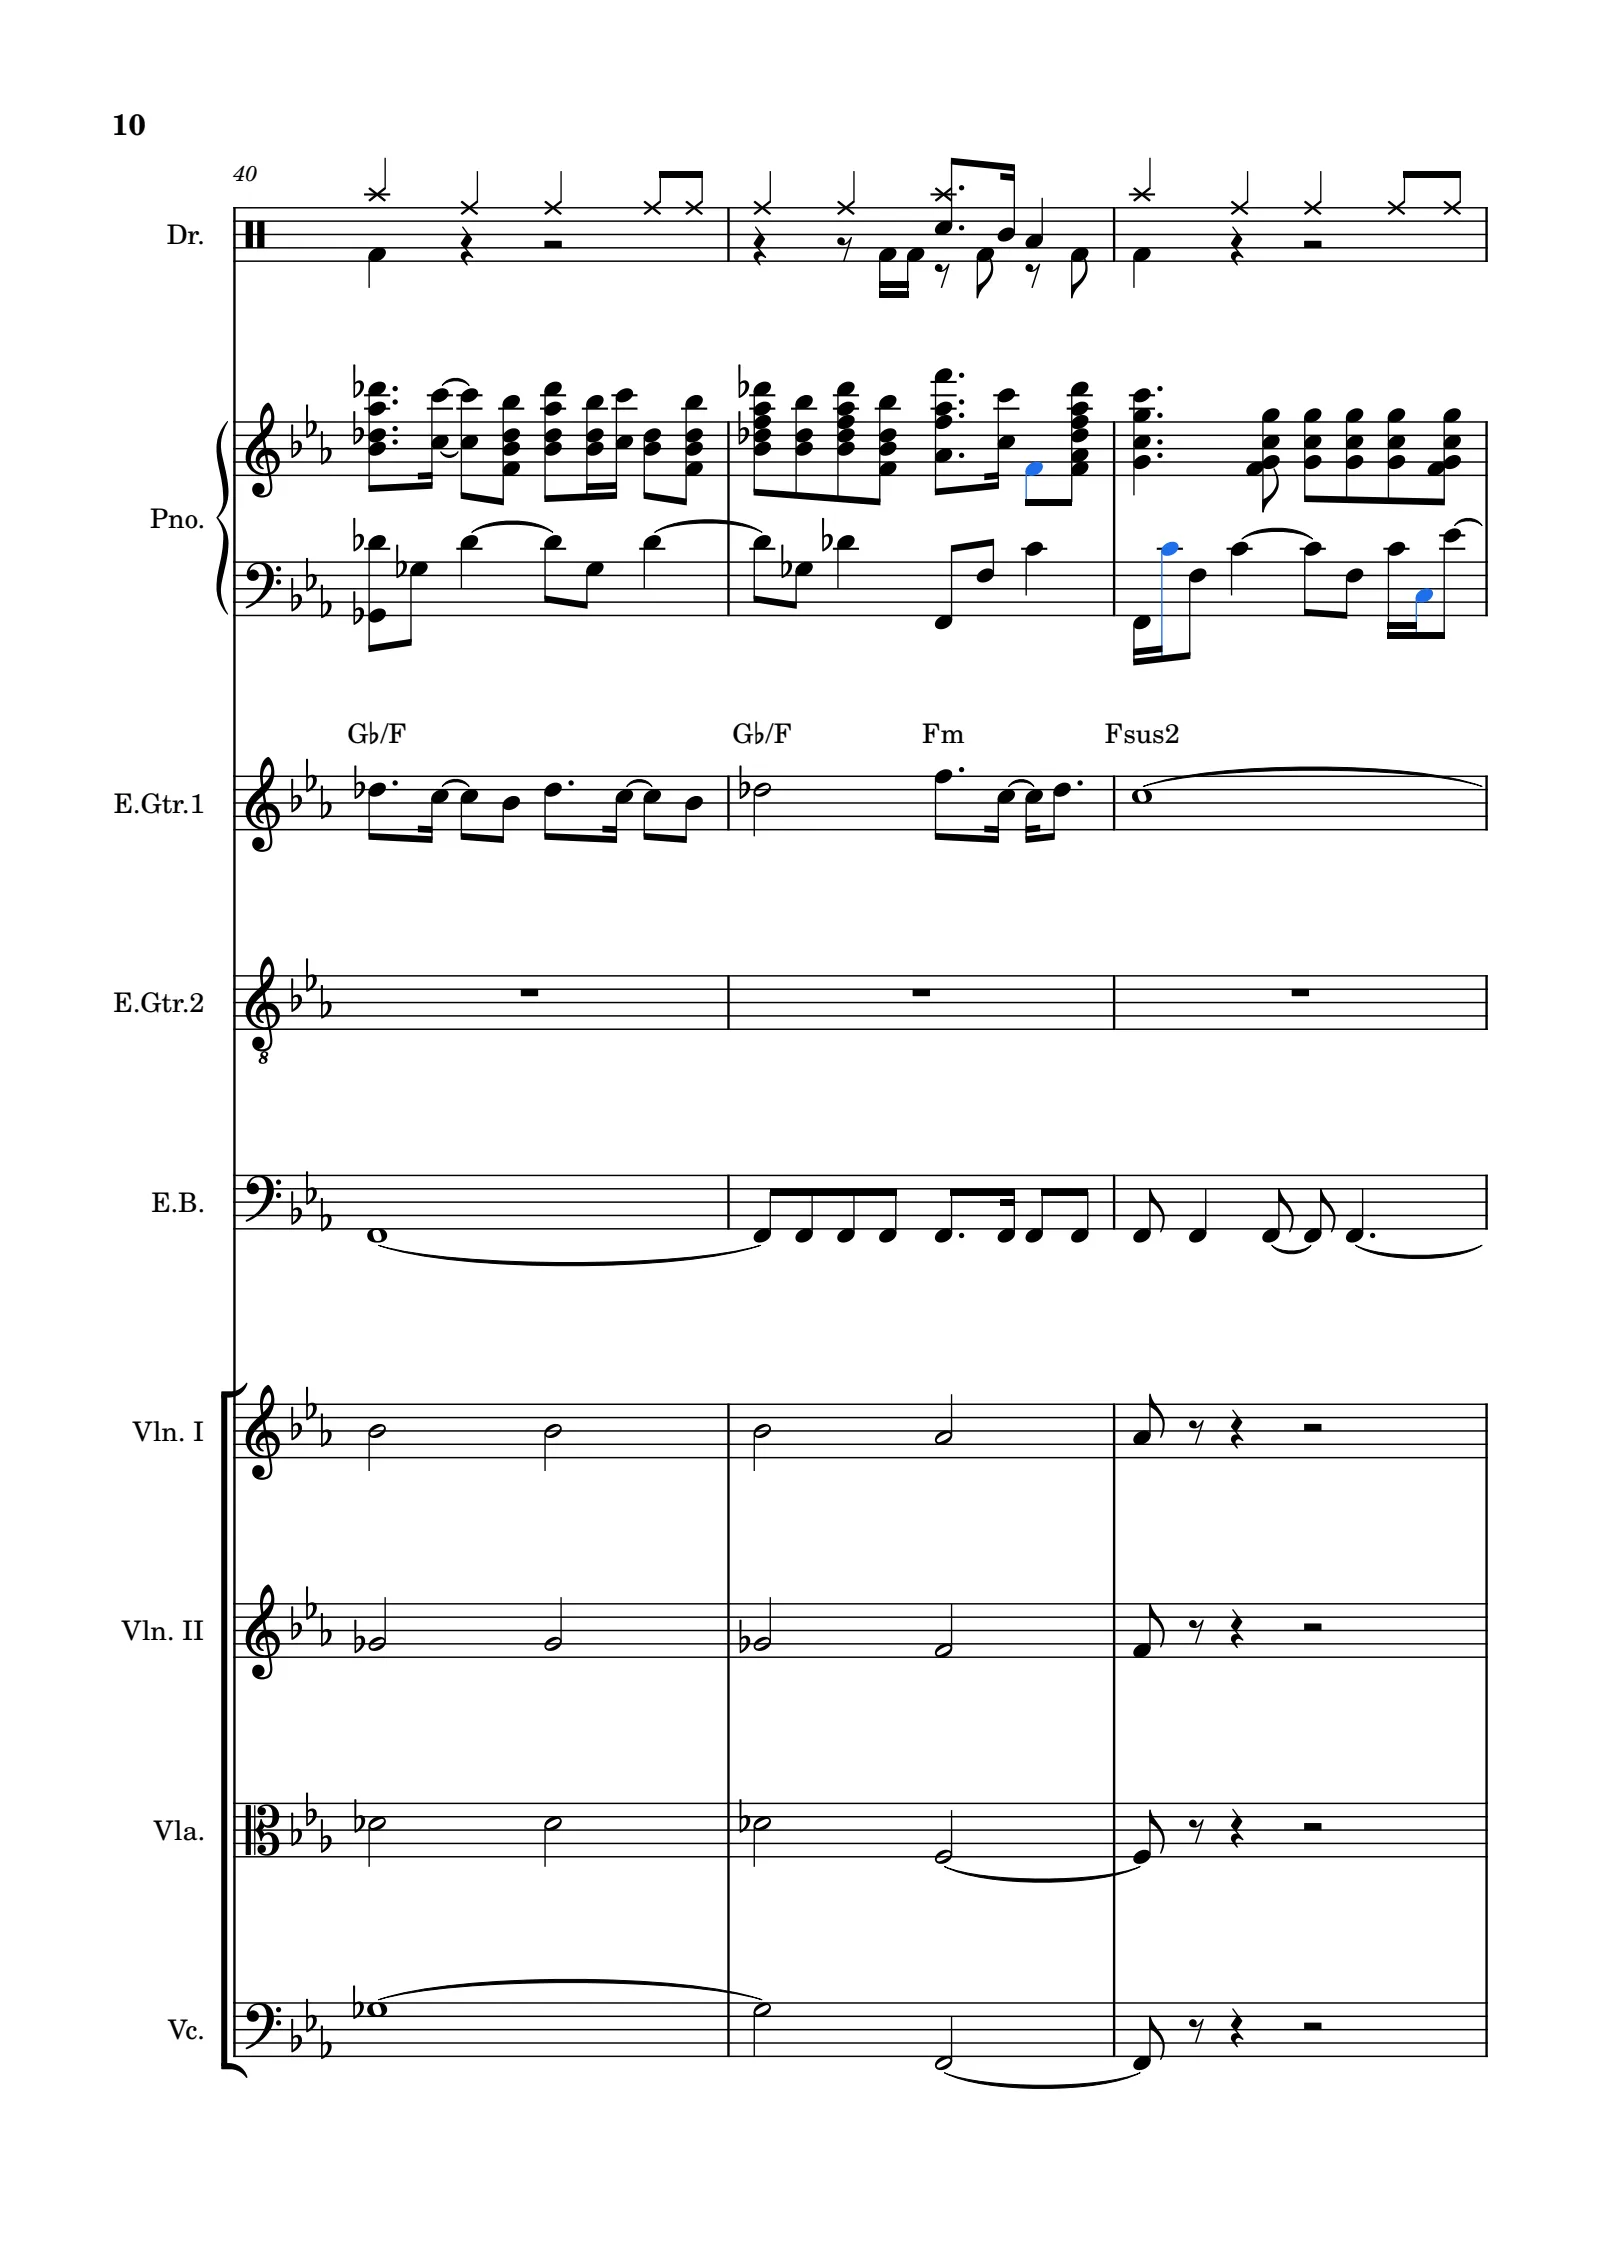 10
40
Dr.
Pno.
G♭/F G♭/F Fm Fsus2
E.Gtr.1
E.Gtr.2
8
E.B.
Vln. I
Vln. II
Vla.
Vc.